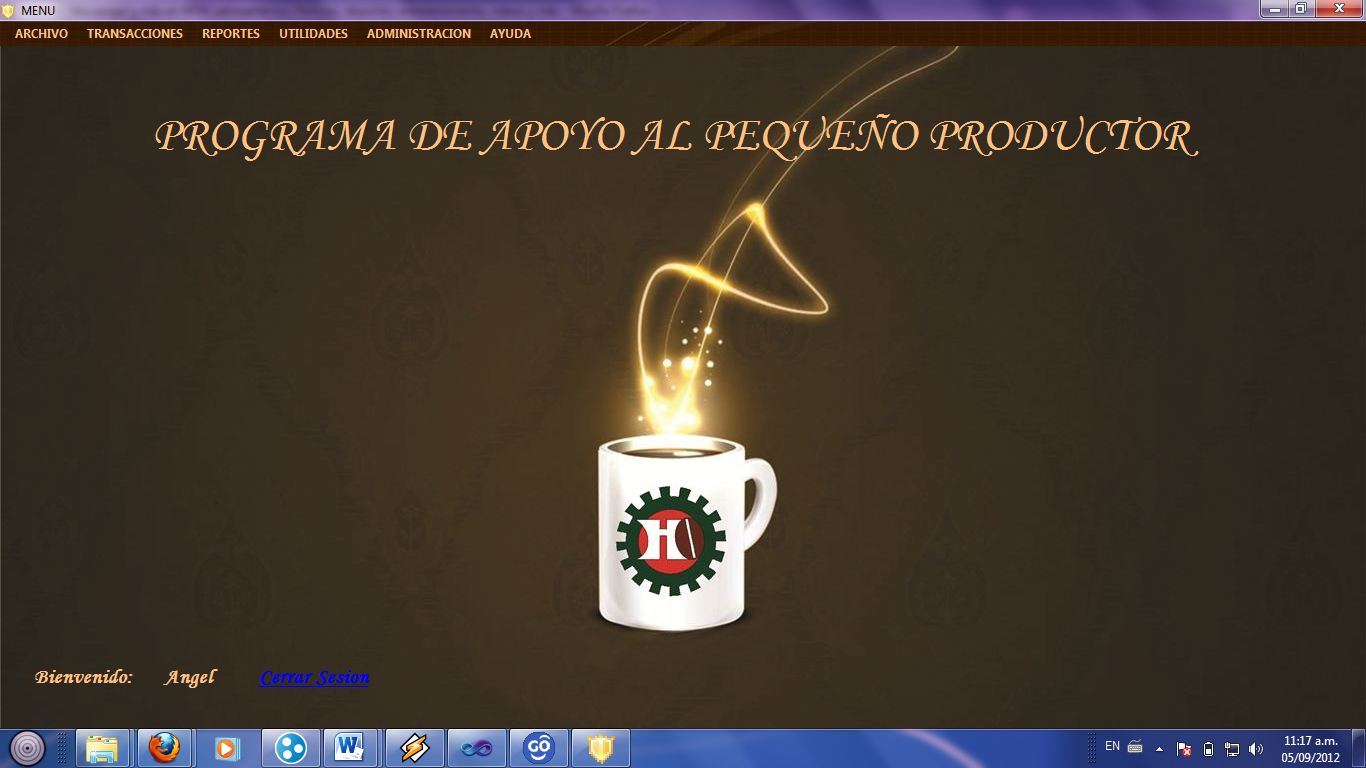 MENU
ARCHIVO TRANSACCIONES REPORTES UTILIDADES ADMINISTRACION AYUDA
PROGRAMA DE APOYO AL PEQUEÑO PRODUCTOR
H
Bienvenido: Angel Cerrar Sesion
W GO EN 11:17 a.m.
05/09/2012